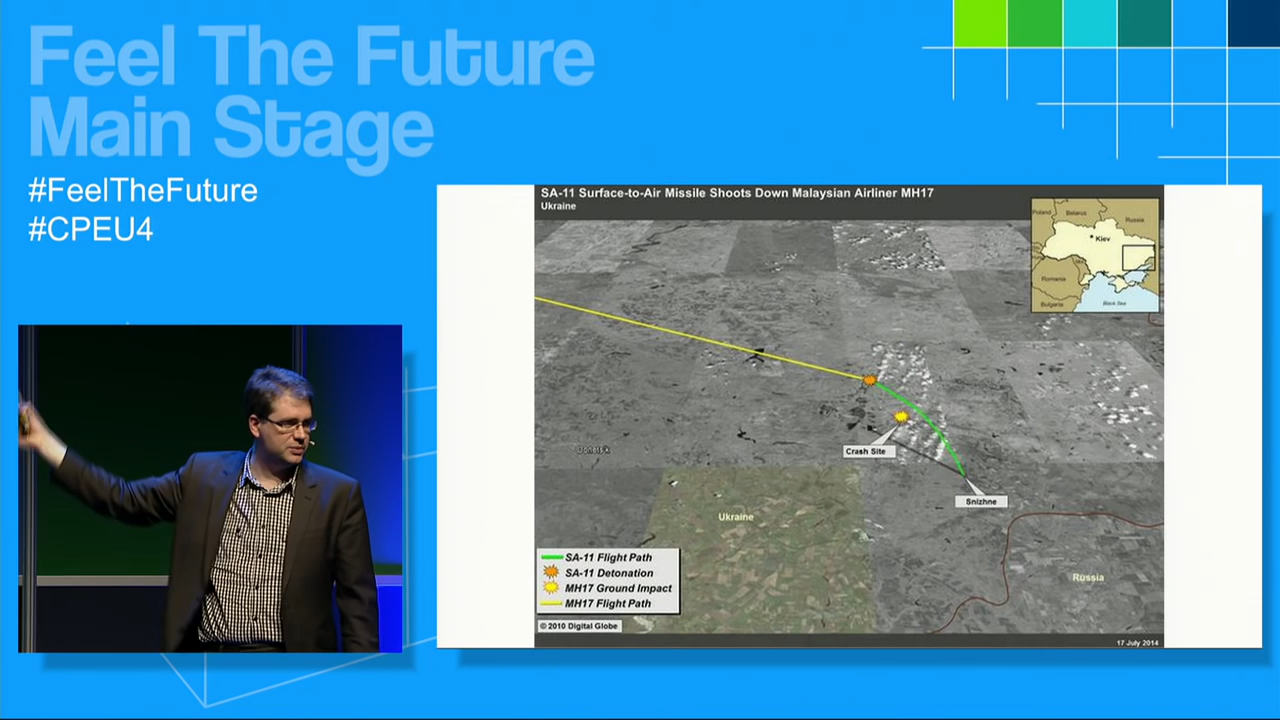 Feel The Future
Main Stage
#FeelTheFuture
#CPEU4
SA-11 Surface-to-Air Missile Shoots Down Malaysian Airliner MH17
Ukraine
Poland
Belarus
Russia
Kiev
Romania
Bulgaria
Black Sea
Donets'k
Crash Site
Snizhne
Ukraine
Russia
SA-11 Flight Path
SA-11 Detonation
MH17 Ground Impact
MH17 Flight Path
© 2010 Digital Globe
17 July 2014